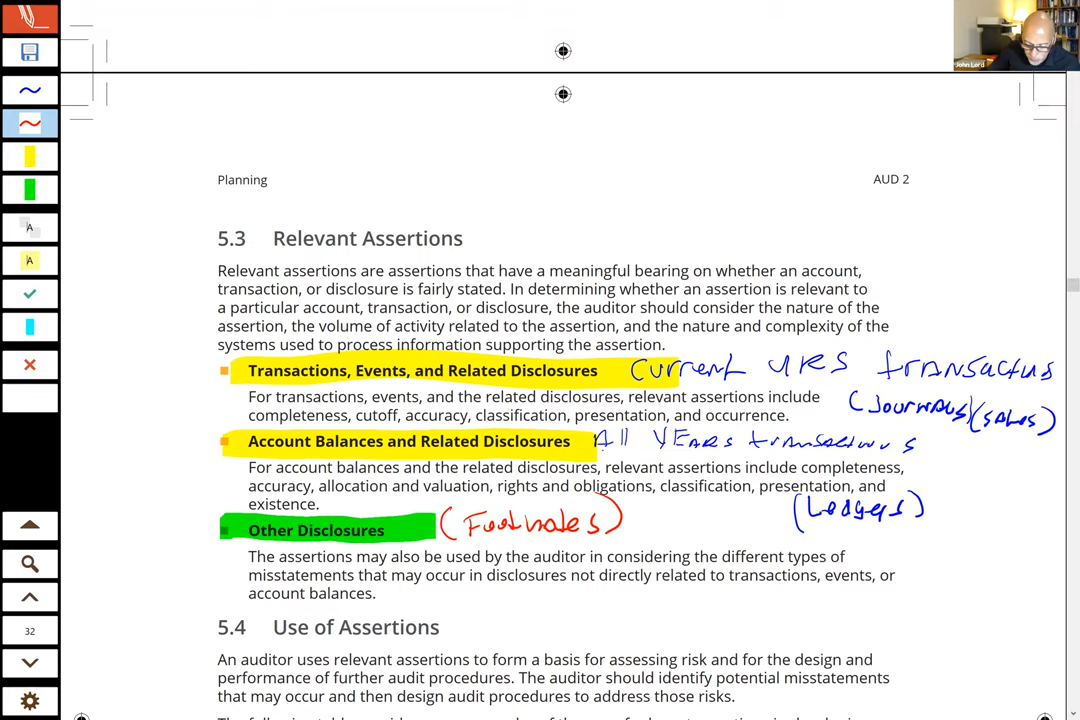 John Lord
Planning AUD 2
5.3 Relevant Assertions
Relevant assertions are assertions that have a meaningful bearing on whether an account,
transaction, or disclosure is fairly stated. In determining whether an assertion is relevant to
a particular account, transaction, or disclosure, the auditor should consider the nature of the
assertion, the volume of activity related to the assertion, and the nature and complexity of the
systems used to process information supporting the assertion.
Transactions, Events, and Related Disclosures Current YRS
For transactions, events, and the related disclosures, relevant assertions include (Journals) (sales)
completeness, cutoff, accuracy, classification, presentation, and occurrence.
Account Balances and Related Disclosures All YEARS
For account balances and the related disclosures, relevant assertions include completeness,
accuracy, allocation and valuation, rights and obligations, classification, presentation, and
existence. (Ledgers)
Other Disclosures (Footnotes)
The assertions may also be used by the auditor in considering the different types of
misstatements that may occur in disclosures not directly related to transactions, events, or
account balances.
5.4 Use of Assertions
An auditor uses relevant assertions to form a basis for assessing risk and for the design and
performance of further audit procedures. The auditor should identify potential misstatements
that may occur and then design audit procedures to address those risks.
A
A
32